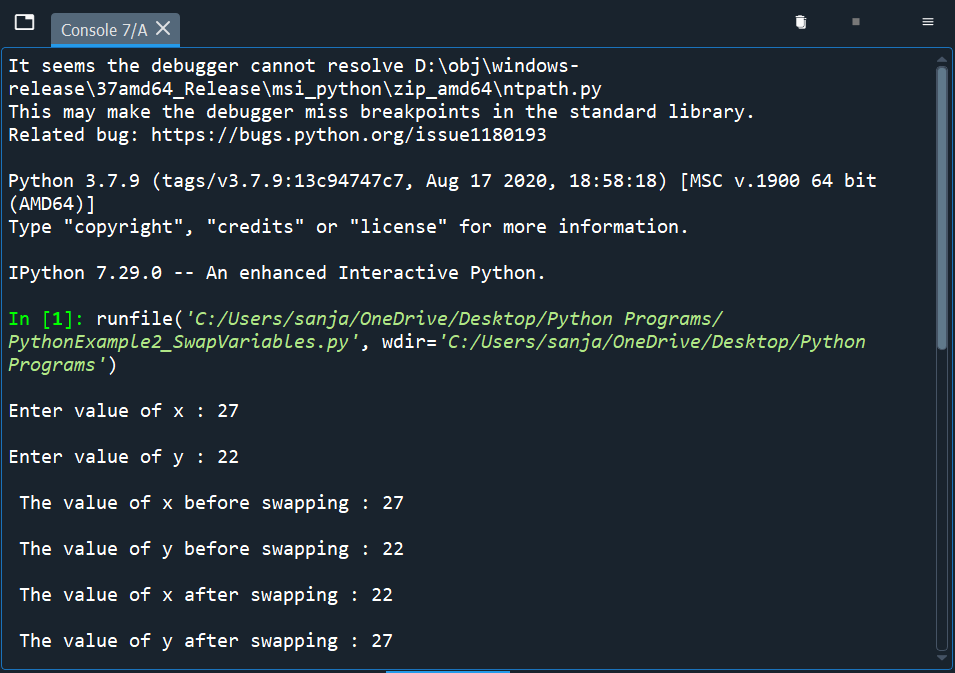 Console 7/A
It seems the debugger cannot resolve D:\obj\windows-
release\37amd64_Release\msi_python\zip_amd64\ntpath.py
This may make the debugger miss breakpoints in the standard library.
Related bug: https://bugs.python.org/issue1180193
Python 3.7.9 (tags/v3.7.9:13c94747c7, Aug 17 2020, 18:58:18) [MSC v.1900 64 bit
(AMD64)]
Type "copyright", "credits" or "license" for more information.
IPython 7.29.0 -- An enhanced Interactive Python.
In [1]: runfile('C:/Users/sanja/OneDrive/Desktop/Python Programs/
PythonExample2_SwapVariables.py', wdir='C:/Users/sanja/OneDrive/Desktop/Python
Programs')
Enter value of x : 27
Enter value of y : 22
The value of x before swapping : 27
The value of y before swapping : 22
The value of x after swapping : 22
The value of y after swapping : 27